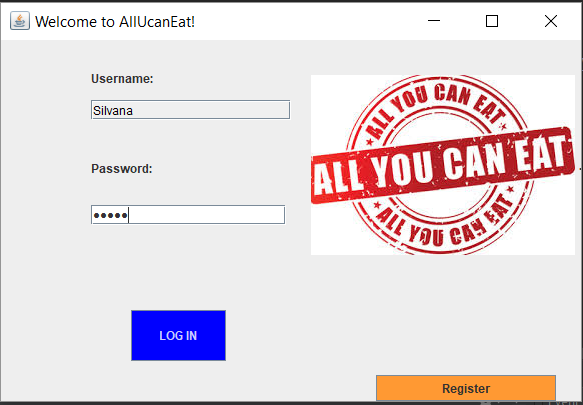 Welcome to AllUcanEat!
Username:
Silvana
Password:
•••••
LOG IN
ALL YOU CAN EAT
ALL YOU CAN EAT
ALL YOU CAN EAT
Register